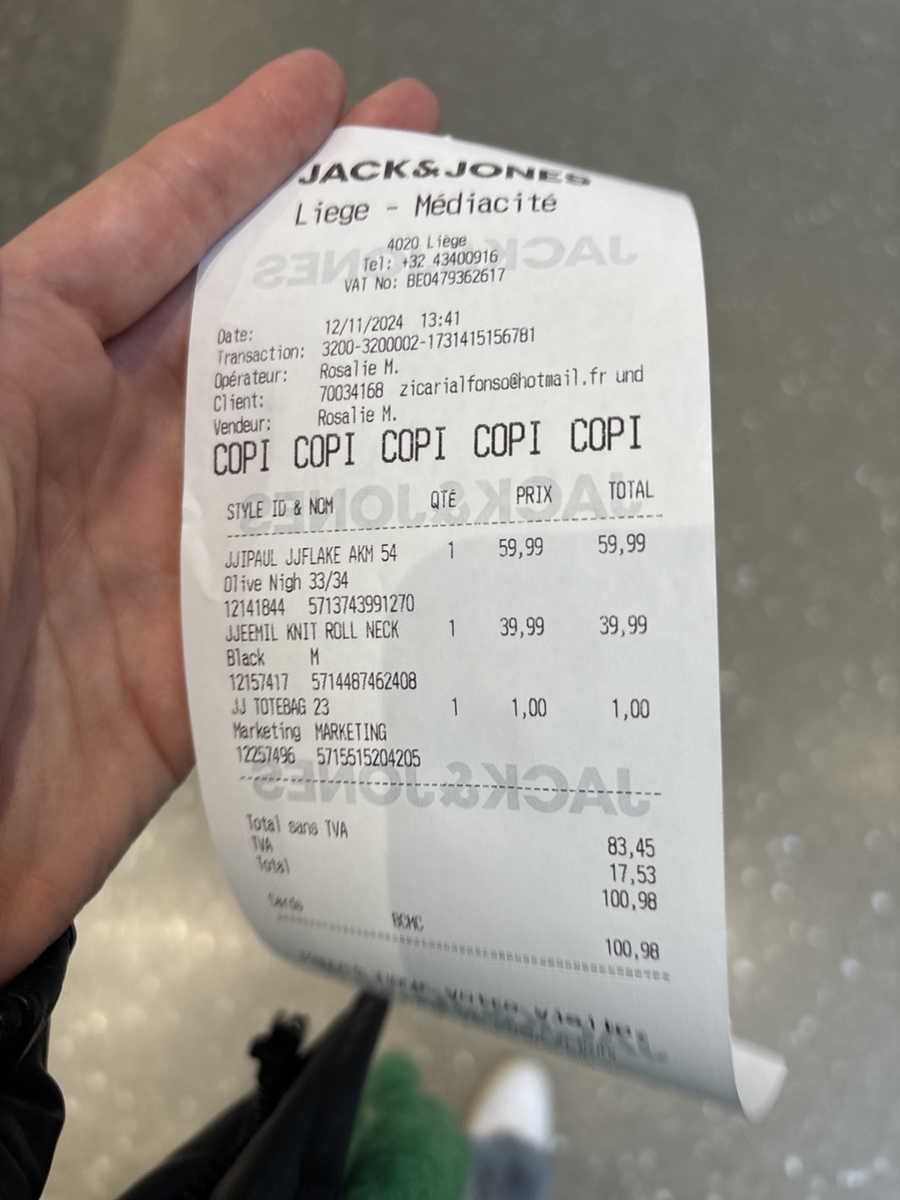 JACK&JONES
Liege - Médiacité
4020 Liège
Tel: +32 43400916
VAT No: BE0479362617
Date: 12/11/2024 13:41
Transaction: 3200-3200002-1731415156781
Opérateur: Rosalie M.
Client: 70034168 zicarialfonso@hotmail.fr und
Vendeur: Rosalie M.
COPI COPI COPI COPI COPI
STYLE ID & NOM QTÉ PRIX TOTAL
JJIPAUL JJFLAKE AKM 54 1 59,99 59,99
Olive Nigh 33/34
12141844 5713743991270
JJEEMIL KNIT ROLL NECK 1 39,99 39,99
Black M
12157417 5714487462408
JJ TOTEBAG 23 1 1,00 1,00
Marketing MARKETING
12257496 5715515204205
Total sans TVA 83,45
TVA 17,53
Total 100,98
BCMC 100,98